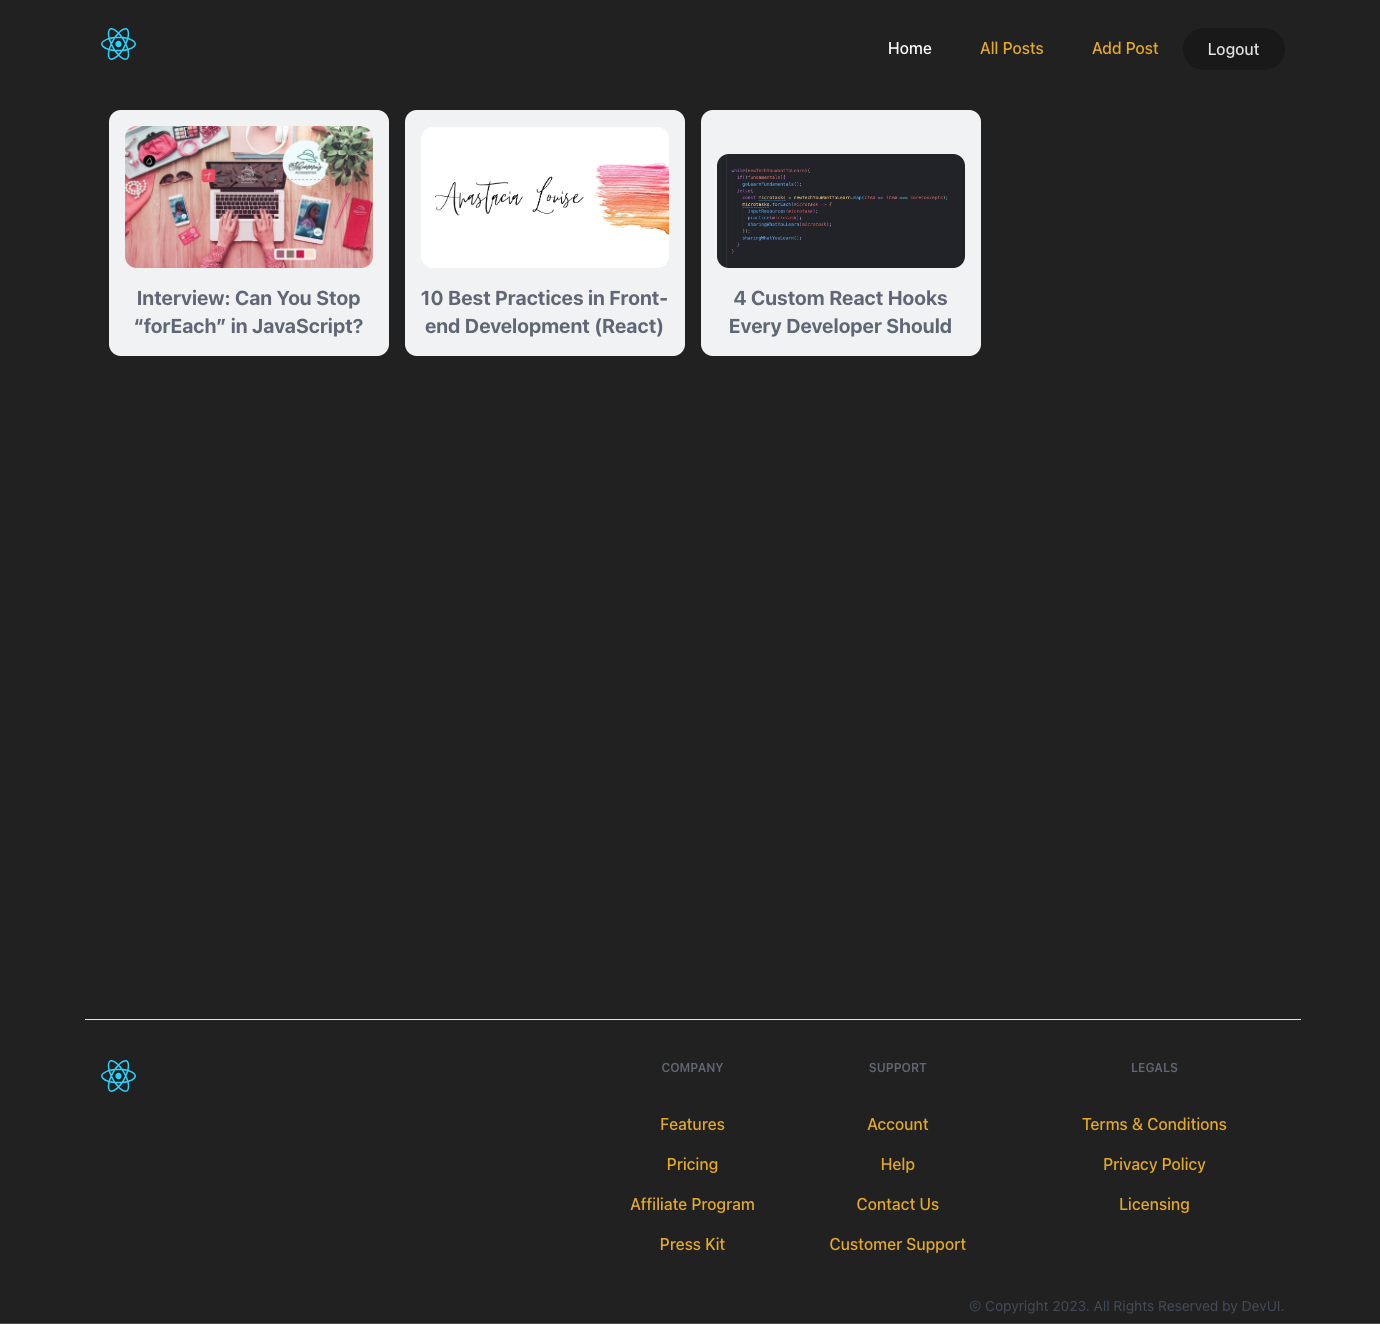 Home
All Posts
Add Post
Logout
Anastacia Louise
Interview: Can You Stop
“forEach” in JavaScript?
10 Best Practices in Front-
end Development (React)
4 Custom React Hooks
Every Developer Should
COMPANY
SUPPORT
LEGALS
Features
Account
Terms & Conditions
Pricing
Help
Privacy Policy
Affiliate Program
Contact Us
Licensing
Press Kit
Customer Support
© Copyright 2023. All Rights Reserved by DevUI.